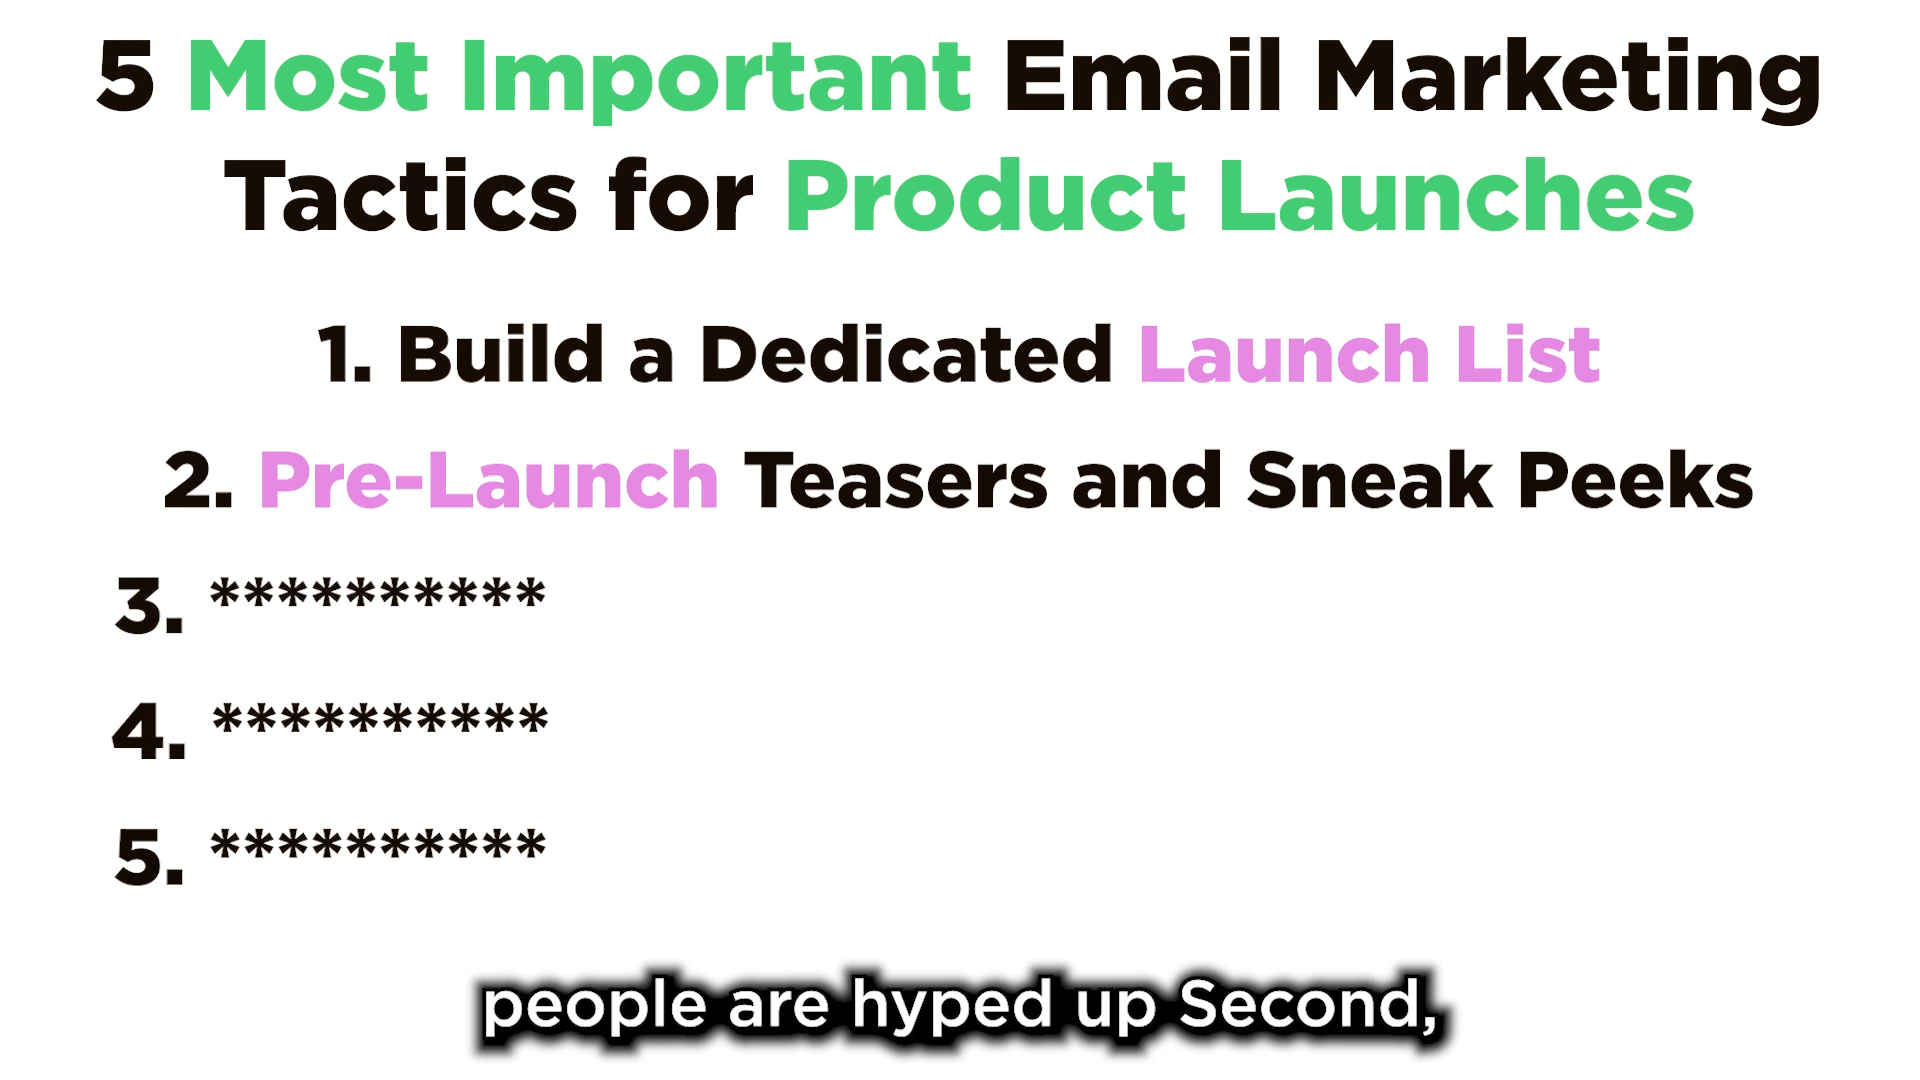 5 Most Important Email Marketing
Tactics for Product Launches
1. Build a Dedicated Launch List
2. Pre-Launch Teasers and Sneak Peeks
3. **********
4. **********
5. **********
people are hyped up Second,